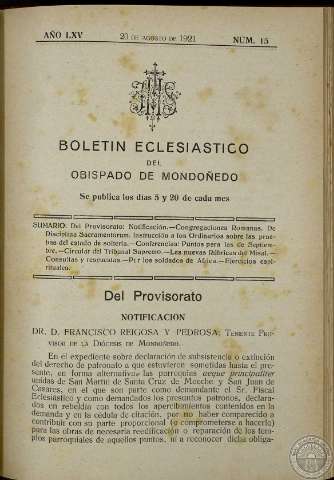 AÑO LXV
20 DE AGOSTO DE 1921
NUM. 15
BOLETIN ECLESIASTICO
DEL
OBISPADO DE MONDOÑEDO
Se publica los días 5 y 20 de cada mes
SUMARIO: Del Provisorato: Notificación.—Congregaciones Romanas. De
Disciplina Sacramentorum. Instrucción a los Ordinarios sobre las prue-
bas del estado de soltería.—Conferencias: Puntos para las de Septiem-
bre.—Circular del Tribunal Supremo.—Las nuevas Rúbricas del Misal.—
Consultas y respuestas.—Por los soldados de Africa.—Ejercicios espi-
rituales.
Del Provisorato
NOTIFICACION
DR. D. FRANCISCO REIGOSA Y PEDROSA; TENIENTE PRO-
VISOR DE LA DIÓCESIS DE MONDOÑEDO.
En el expediente sobre declaración de subsistencia o extinción
del derecho de patronato a que estuvieron sometidas hasta el pre-
sente, en forma alternativa las parroquias aeque principaliter
unidas de San Martín de Santa Cruz de Moeche y San Juan de
Casares, en el que son parte como demandante el Sr. Fiscal
Eclesiástico y como demandados los presuntos patronos, declara-
dos en rebeldía con todos los apercibimientos contenidos en la
demanda y en la cédula de citación, por no haber comparecido a
contribuir con su parte proporcional (o comprometerse a hacerlo)
para las obras de necesaria reedificación o reparación de los tem-
plos parroquiales de aquellos puntos, ni a reconocer dicha obliga-